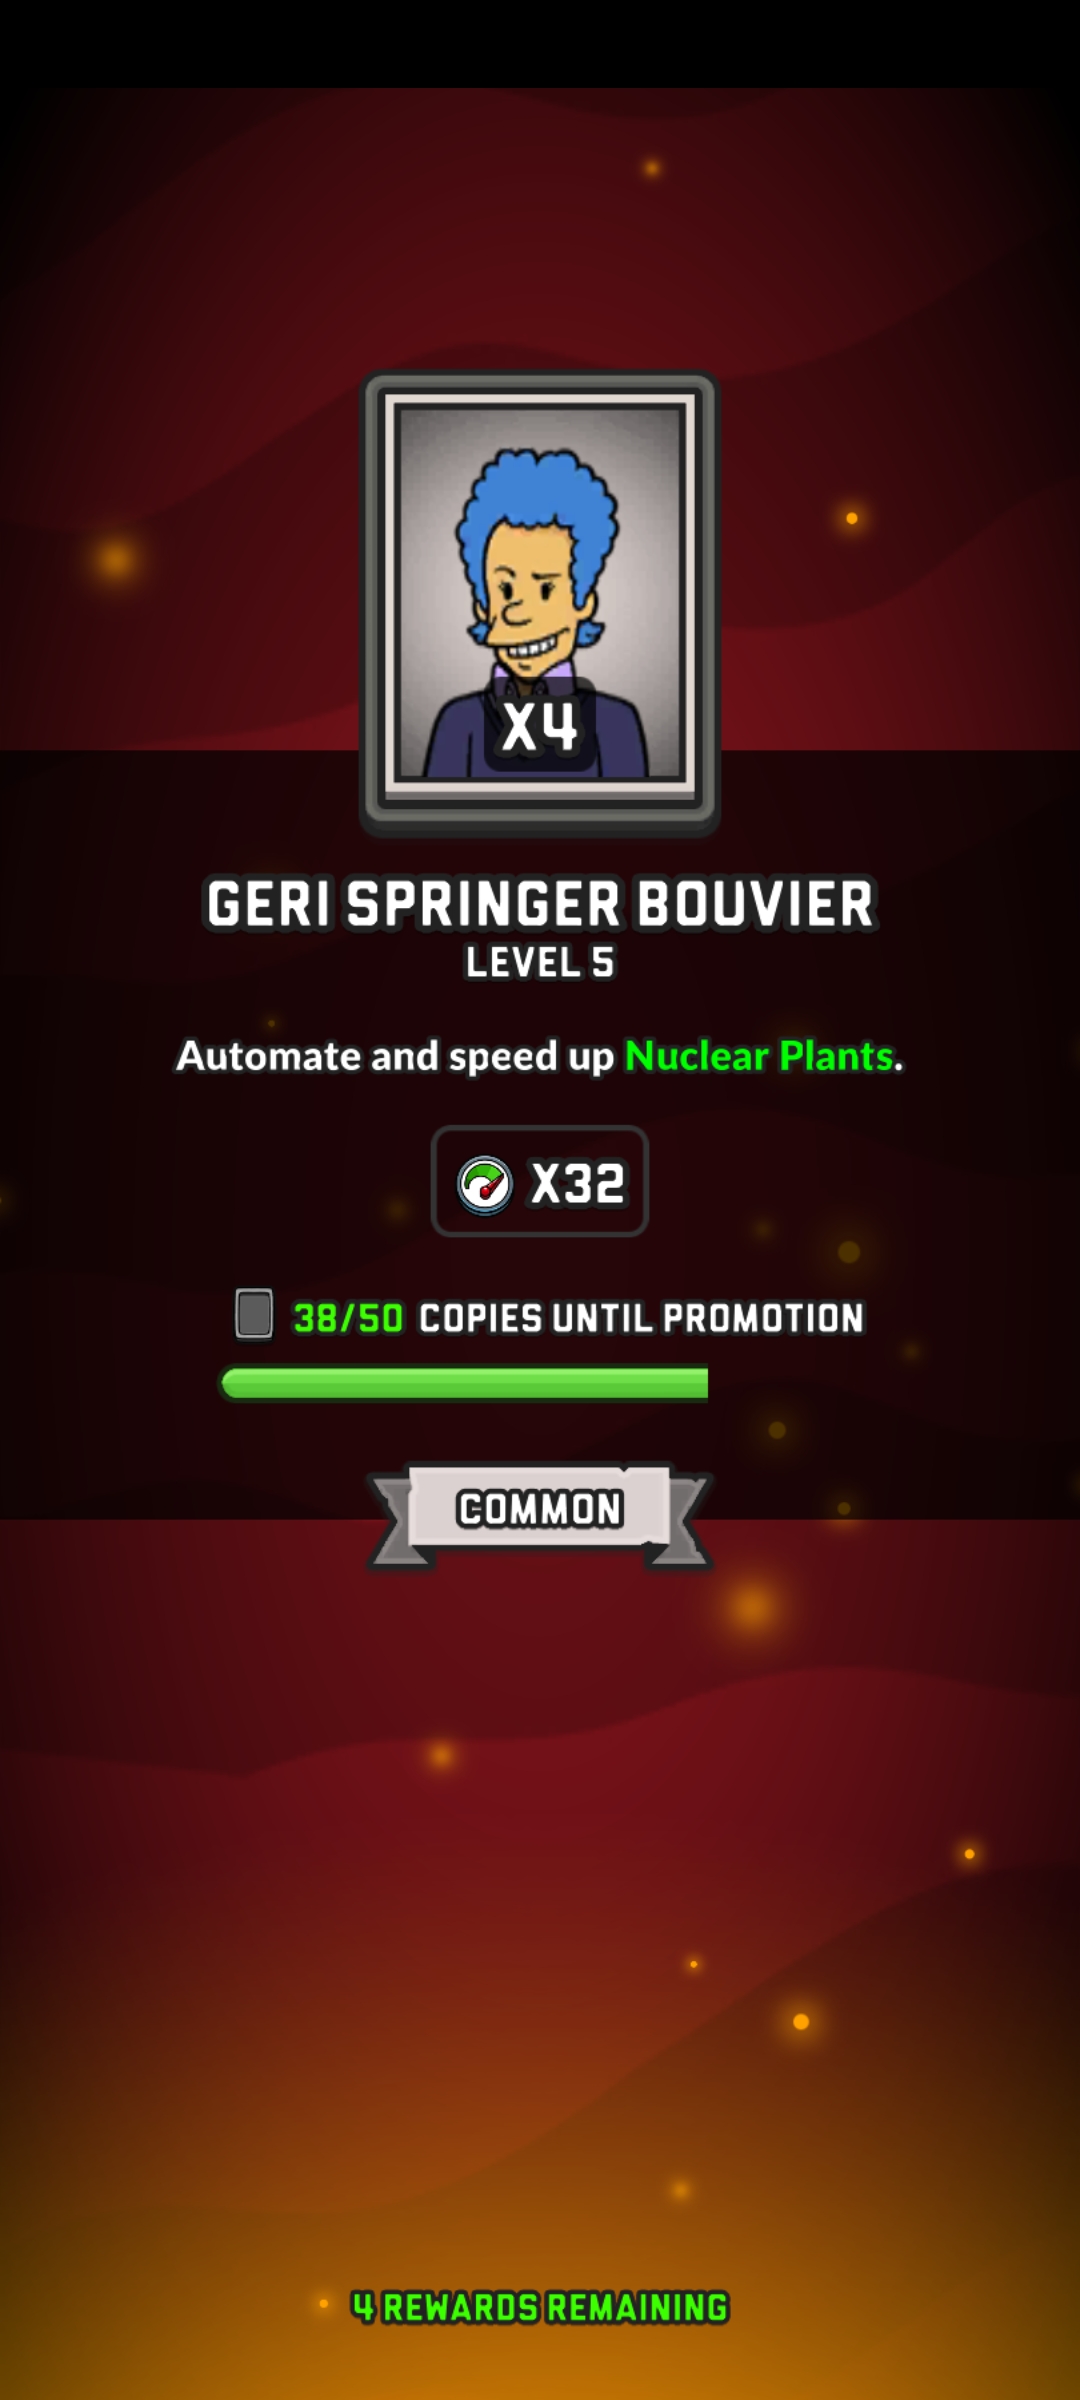 X4
GERI SPRINGER BOUVIER
LEVEL 5
Automate and speed up Nuclear Plants.
X32
38/50 COPIES UNTIL PROMOTION
COMMON
4 REWARDS REMAINING